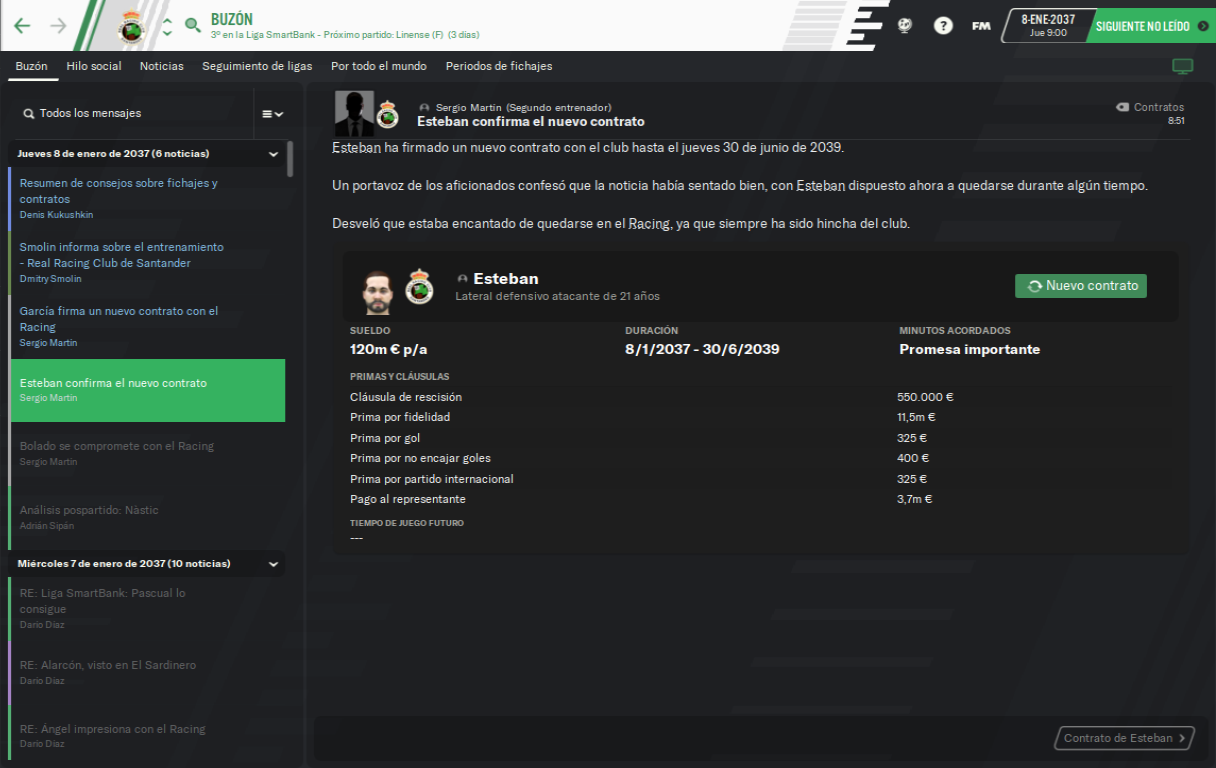 BUZÓN
3º en la Liga SmartBank - Próximo partido: Linense (F) (3 días)
?
FM
8-ENE-2037
Jue 9:00
SIGUIENTE NO LEÍDO
Buzón
Hilo social
Noticias
Seguimiento de ligas
Por todo el mundo
Periodos de fichajes
Todos los mensajes
Jueves 8 de enero de 2037 (6 noticias)
Resumen de consejos sobre fichajes y
contratos
Denis Kukushkin
Smolin informa sobre el entrenamiento
- Real Racing Club de Santander
Dmitry Smolin
García firma un nuevo contrato con el
Racing
Sergio Martín
Esteban confirma el nuevo contrato
Sergio Martín
Bolado se compromete con el Racing
Sergio Martín
Análisis pospartido: Nàstic
Adrián Sipán
Miércoles 7 de enero de 2037 (10 noticias)
RE: Liga SmartBank: Pascual lo
consigue
Darío Díaz
RE: Alarcón, visto en El Sardinero
Darío Díaz
RE: Ángel impresiona con el Racing
Darío Díaz
Sergio Martín (Segundo entrenador)
Esteban confirma el nuevo contrato
Contratos
8:51
Esteban ha firmado un nuevo contrato con el club hasta el jueves 30 de junio de 2039.
Un portavoz de los aficionados confesó que la noticia había sentado bien, con Esteban dispuesto ahora a quedarse durante algún tiempo.
Desveló que estaba encantado de quedarse en el Racing, ya que siempre ha sido hincha del club.
Esteban
Lateral defensivo atacante de 21 años
Nuevo contrato
SUELDO
DURACIÓN
MINUTOS ACORDADOS
120m € p/a
8/1/2037 - 30/6/2039
Promesa importante
PRIMAS Y CLÁUSULAS
Cláusula de rescisión
550.000 €
Prima por fidelidad
11,5m €
Prima por gol
325 €
Prima por no encajar goles
400 €
Prima por partido internacional
325 €
Pago al representante
3,7m €
TIEMPO DE JUEGO FUTURO
---
Contrato de Esteban